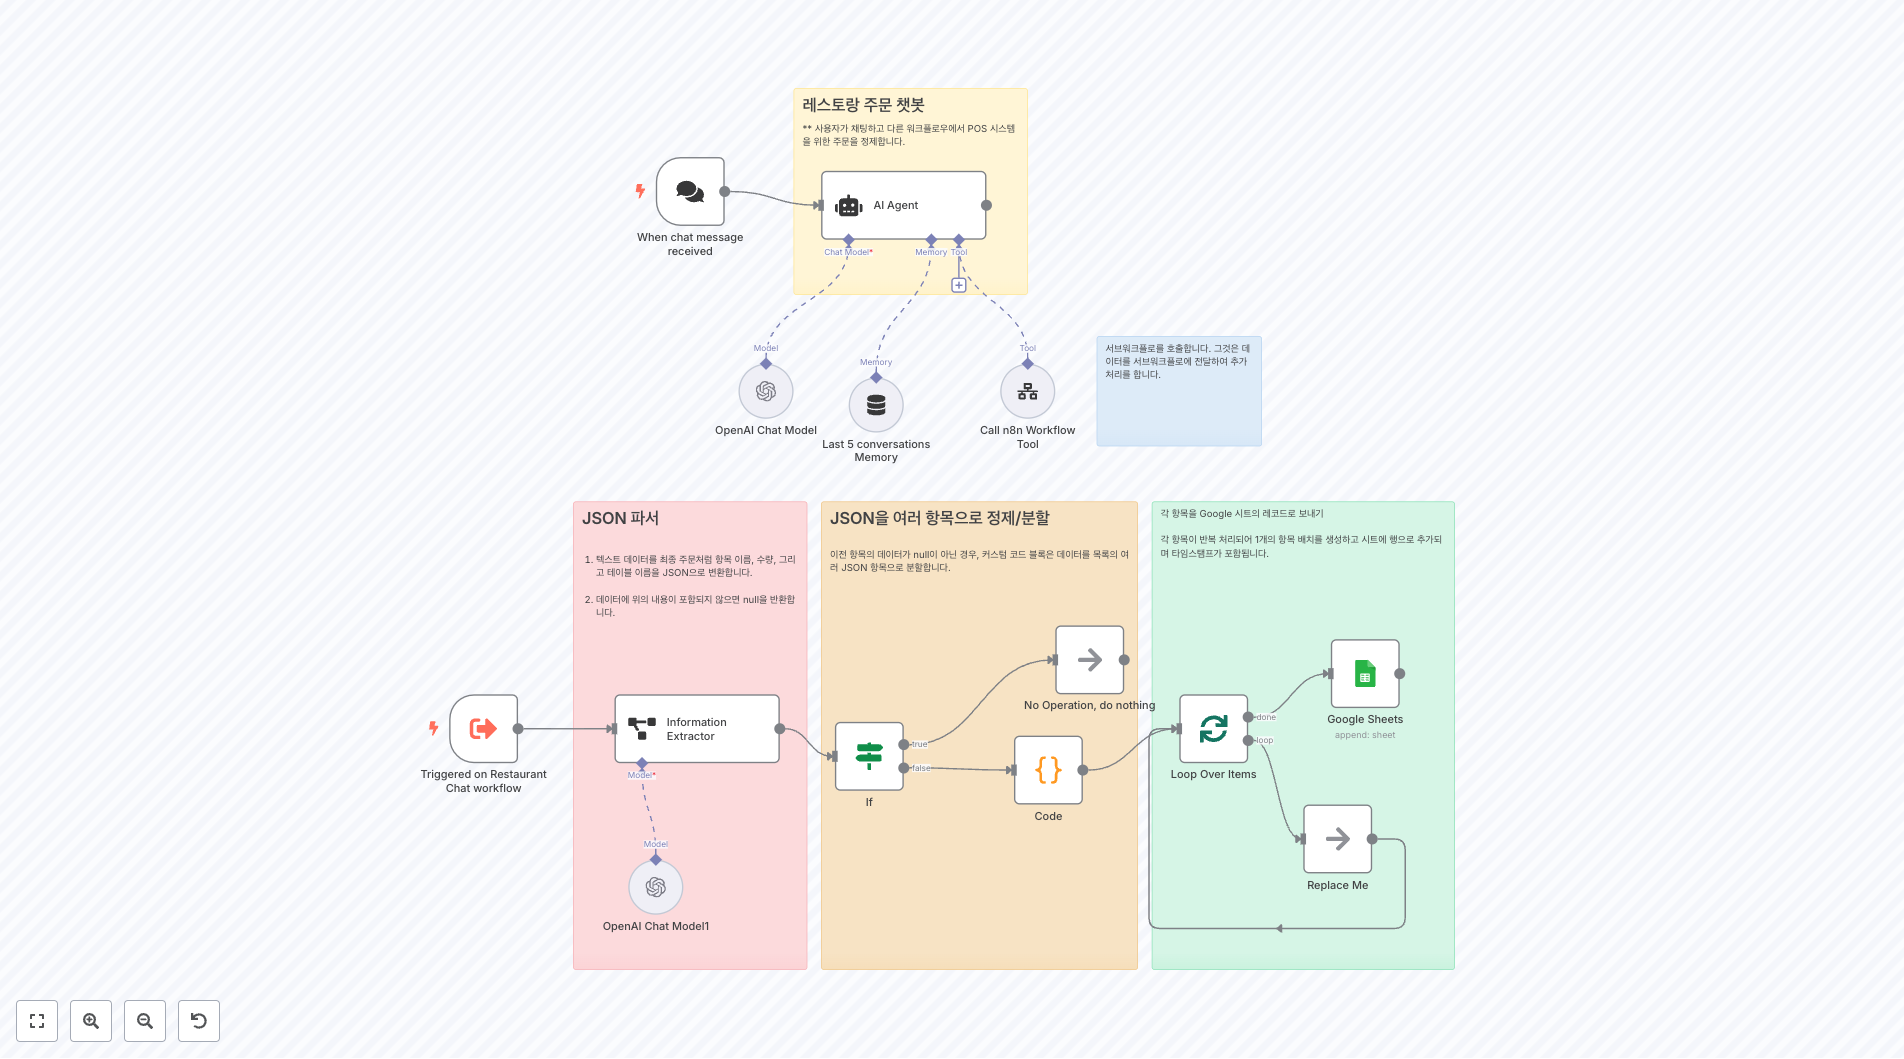 레스토랑 주문 챗봇
** 사용자가 채팅하고 다른 워크플로우에서 POS 시스템
을 위한 주문을 정제합니다.
When chat message
received
AI Agent
Chat Model*
Memory
Tool
Model
Memory
Tool
OpenAI Chat Model
Last 5 conversations
Memory
Call n8n Workflow
Tool
서브워크플로를 호출합니다. 그것은 데
이터를 서브워크플로에 전달하여 추가
처리를 합니다.
JSON 파서
1. 텍스트 데이터를 최종 주문처럼 항목 이름, 수량, 그리
고 테이블 이름을 JSON으로 변환합니다.
2. 데이터에 위의 내용이 포함되지 않으면 null을 반환합
니다.
Triggered on Restaurant
Chat workflow
Information
Extractor
Model*
Model
OpenAI Chat Model1
JSON을 여러 항목으로 정제/분할
이전 항목의 데이터가 null이 아닌 경우, 커스텀 코드 블록은 데이터를 목록의 여
러 JSON 항목으로 분할합니다.
No Operation, do nothing
true
false
If
Code
각 항목을 Google 시트의 레코드로 보내기
각 항목이 반복 처리되어 1개의 항목 배치를 생성하고 시트에 행으로 추가되
며 타임스탬프가 포함됩니다.
done
loop
Loop Over Items
Google Sheets
append: sheet
Replace Me